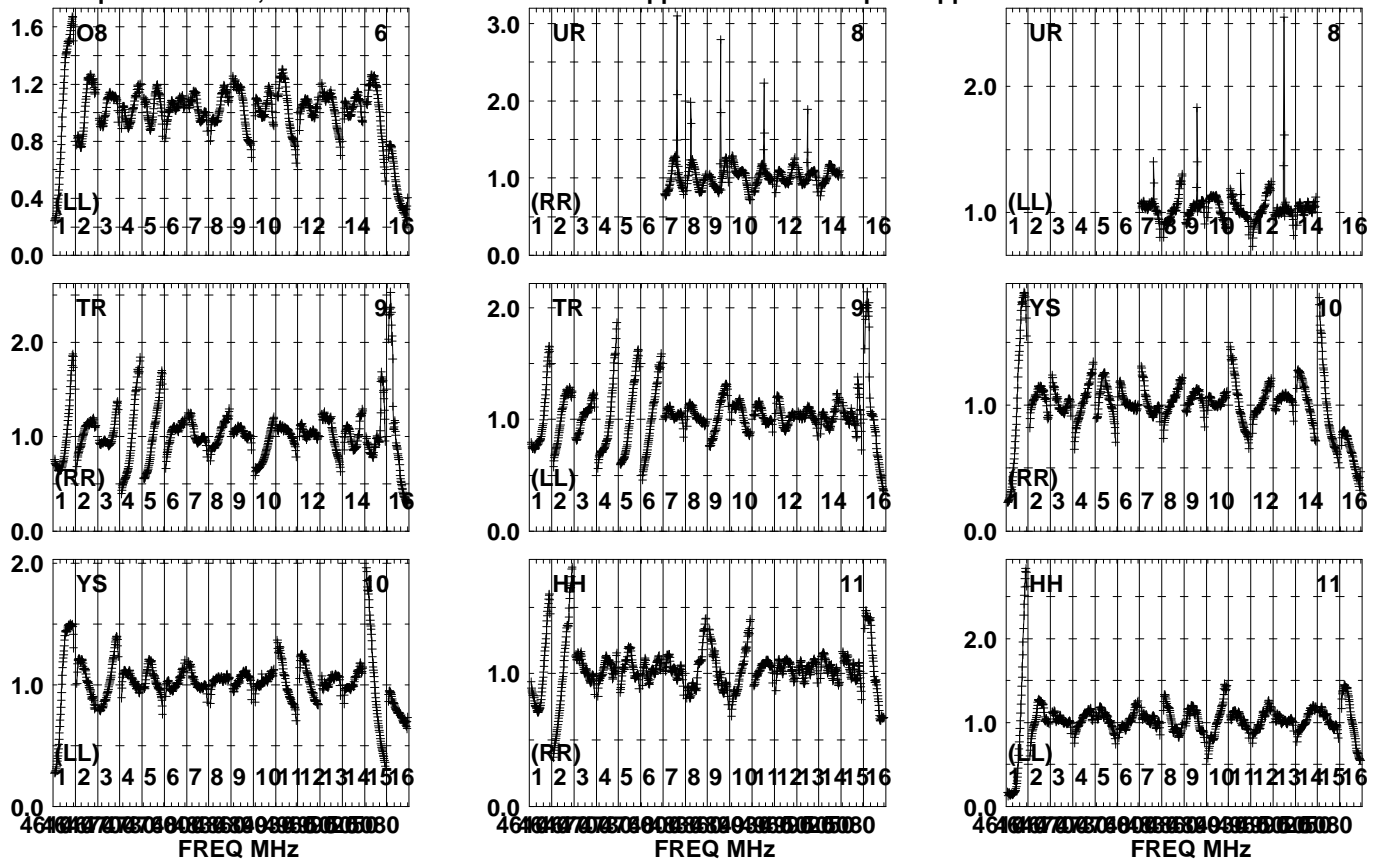 1.6 O8 6
1.2
0.8
0.4
(LL)
1 2 3 4 5 6 7 8 9 10 12 14 16
0.0
3.0 UR 8
2.0
1.0
(RR)
1 2 3 4 5 6 7 8 9 10 12 14 16
0.0
UR 8
2.0
1.0
(LL)
1 2 3 4 5 6 7 8 9 10 12 14 16
TR 9
2.0
1.0
(RR)
1 2 3 4 5 6 7 8 9 10 12 14 16
0.0
2.0 TR 9
1.0
(LL)
1 2 3 4 5 6 7 8 9 10 12 14 16
0.0
YS 10
1.0
(RR)
1 2 3 4 5 6 7 8 9 10 12 14 16
0.0
2.0 YS 10
1.0
(LL)
1 2 3 4 5 6 7 8 9 10 11 12 13 15 16
0.0
FREQ MHz
HH 11
1.0
(RR)
1 2 3 4 5 6 7 8 9 10 11 12 13 15 16
0.0
FREQ MHz
HH 11
2.0
1.0
(LL)
1 2 3 4 5 6 7 8 9 10 11 12 13 14 15 16
0.0
FREQ MHz